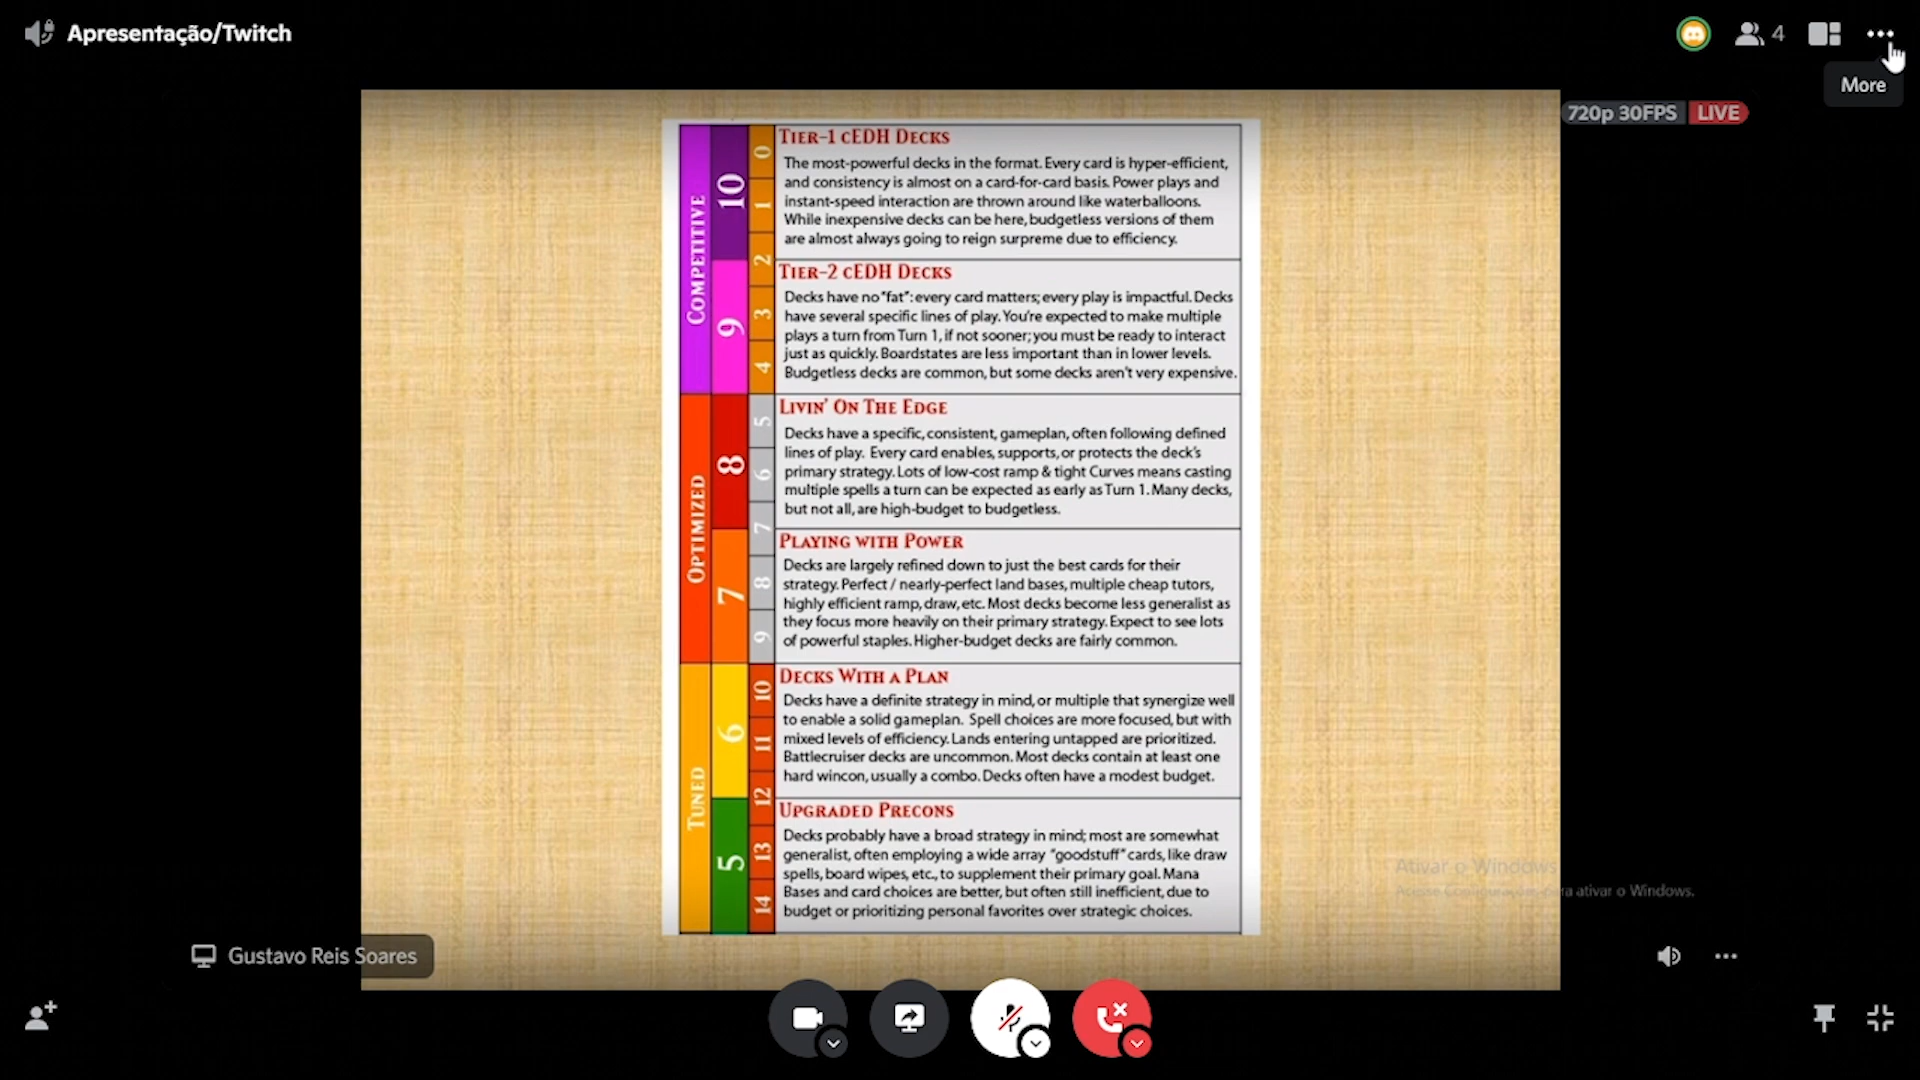 Apresentação/Twitch
4
More
720p 30FPS LIVE
COMPETITIVE
10
0
1
2
TIER-1 CEDH DECKS
The most-powerful decks in the format. Every card is hyper-efficient,
and consistency is almost on a card-for-card basis. Power plays and
instant-speed interaction are thrown around like waterballoons.
While inexpensive decks can be here, budgetless versions of them
are almost always going to reign surpreme due to efficiency.
9
3
4
TIER-2 CEDH DECKS
Decks have no "fat": every card matters; every play is impactful. Decks
have several specific lines of play. You're expected to make multiple
plays a turn from Turn 1, if not sooner; you must be ready to interact
just as quickly. Boardstates are less important than in lower levels.
Budgetless decks are common, but some decks aren't very expensive.
OPTIMIZED
8
5
6
7
LIVIN' ON THE EDGE
Decks have a specific, consistent, gameplan, often following defined
lines of play. Every card enables, supports, or protects the deck's
primary strategy. Lots of low-cost ramp & tight Curves means casting
multiple spells a turn can be expected as early as Turn 1. Many decks,
but not all, are high-budget to budgetless.
7
8
9
PLAYING WITH POWER
Decks are largely refined down to just the best cards for their
strategy. Perfect / nearly-perfect land bases, multiple cheap tutors,
highly efficient ramp, draw, etc. Most decks become less generalist as
they focus more heavily on their primary strategy. Expect to see lots
of powerful staples. Higher-budget decks are fairly common.
TUNED
6
10
11
12
DECKS WITH A PLAN
Decks have a definite strategy in mind, or multiple that synergize well
to enable a solid gameplan. Spell choices are more focused, but with
mixed levels of efficiency. Lands entering untapped are prioritized.
Battlecruiser decks are uncommon. Most decks contain at least one
hard wincon, usually a combo. Decks often have a modest budget.
5
13
14
UPGRADED PRECONS
Decks probably have a broad strategy in mind; most are somewhat
generalist, often employing a wide array "goodstuff" cards, like draw
spells, board wipes, etc., to supplement their primary goal. Mana
Bases and card choices are better, but often still inefficient, due to
budget or prioritizing personal favorites over strategic choices.
Ativar o Windows
Acesse Configurações para ativar o Windows.
Gustavo Reis Soares